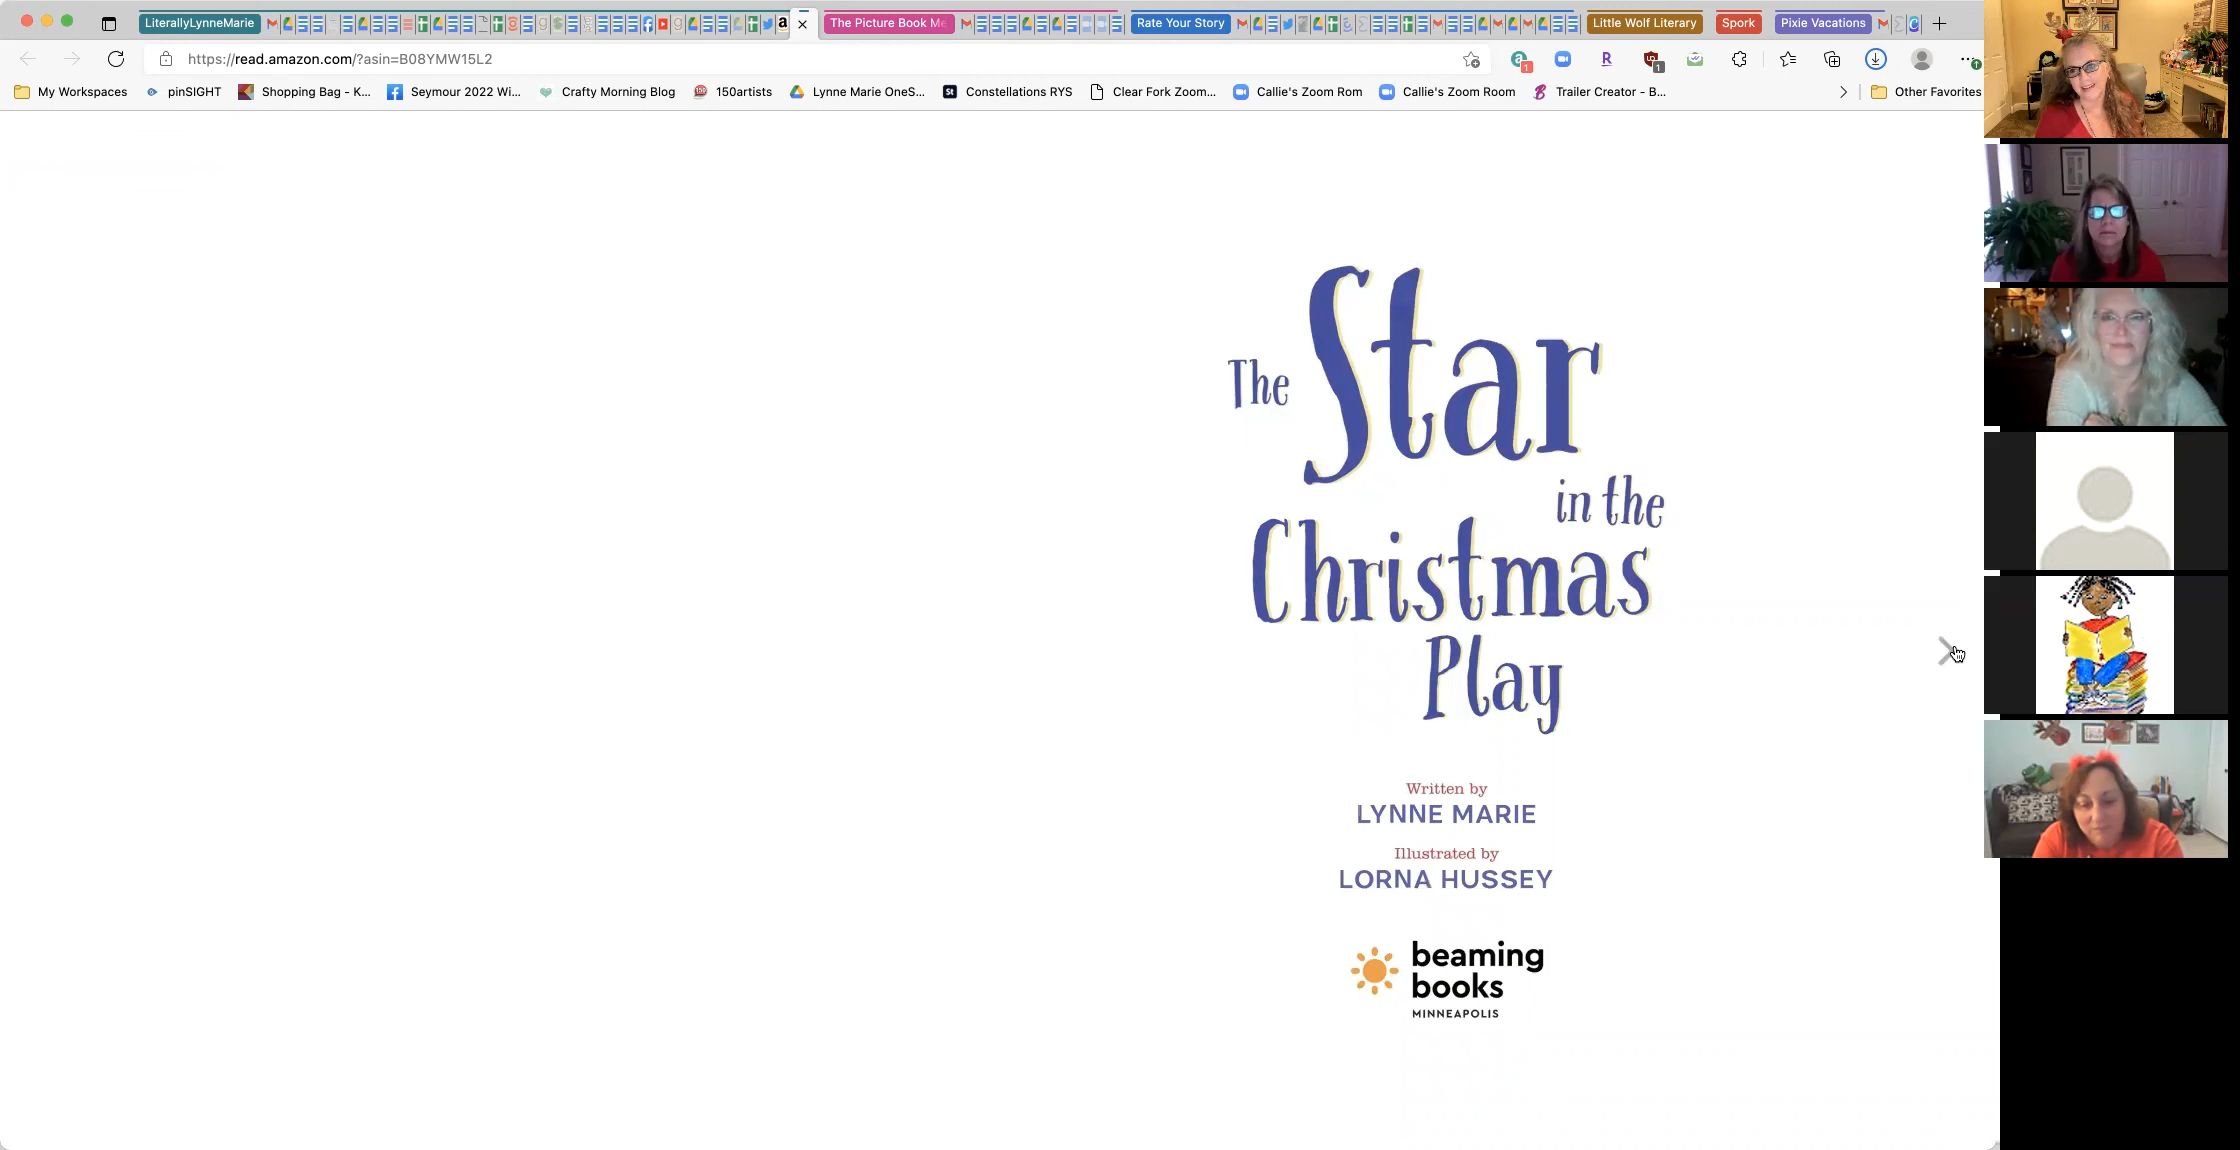 LiterallyLynneMarie
The Picture Book Me
Rate Your Story
Little Wolf Literary
Spork
Pixie Vacations
https://read.amazon.com/?asin=B08YMW15L2
My Workspaces
pinSIGHT
Shopping Bag - K...
Seymour 2022 Wi...
Crafty Morning Blog
150artists
Lynne Marie OneS...
Constellations RYS
Clear Fork Zoom...
Callie's Zoom Rom
Callie's Zoom Room
Trailer Creator - B...
Other Favorites
The Star
in the
Christmas
Play
Written by
LYNNE MARIE
Illustrated by
LORNA HUSSEY
beaming
books
MINNEAPOLIS